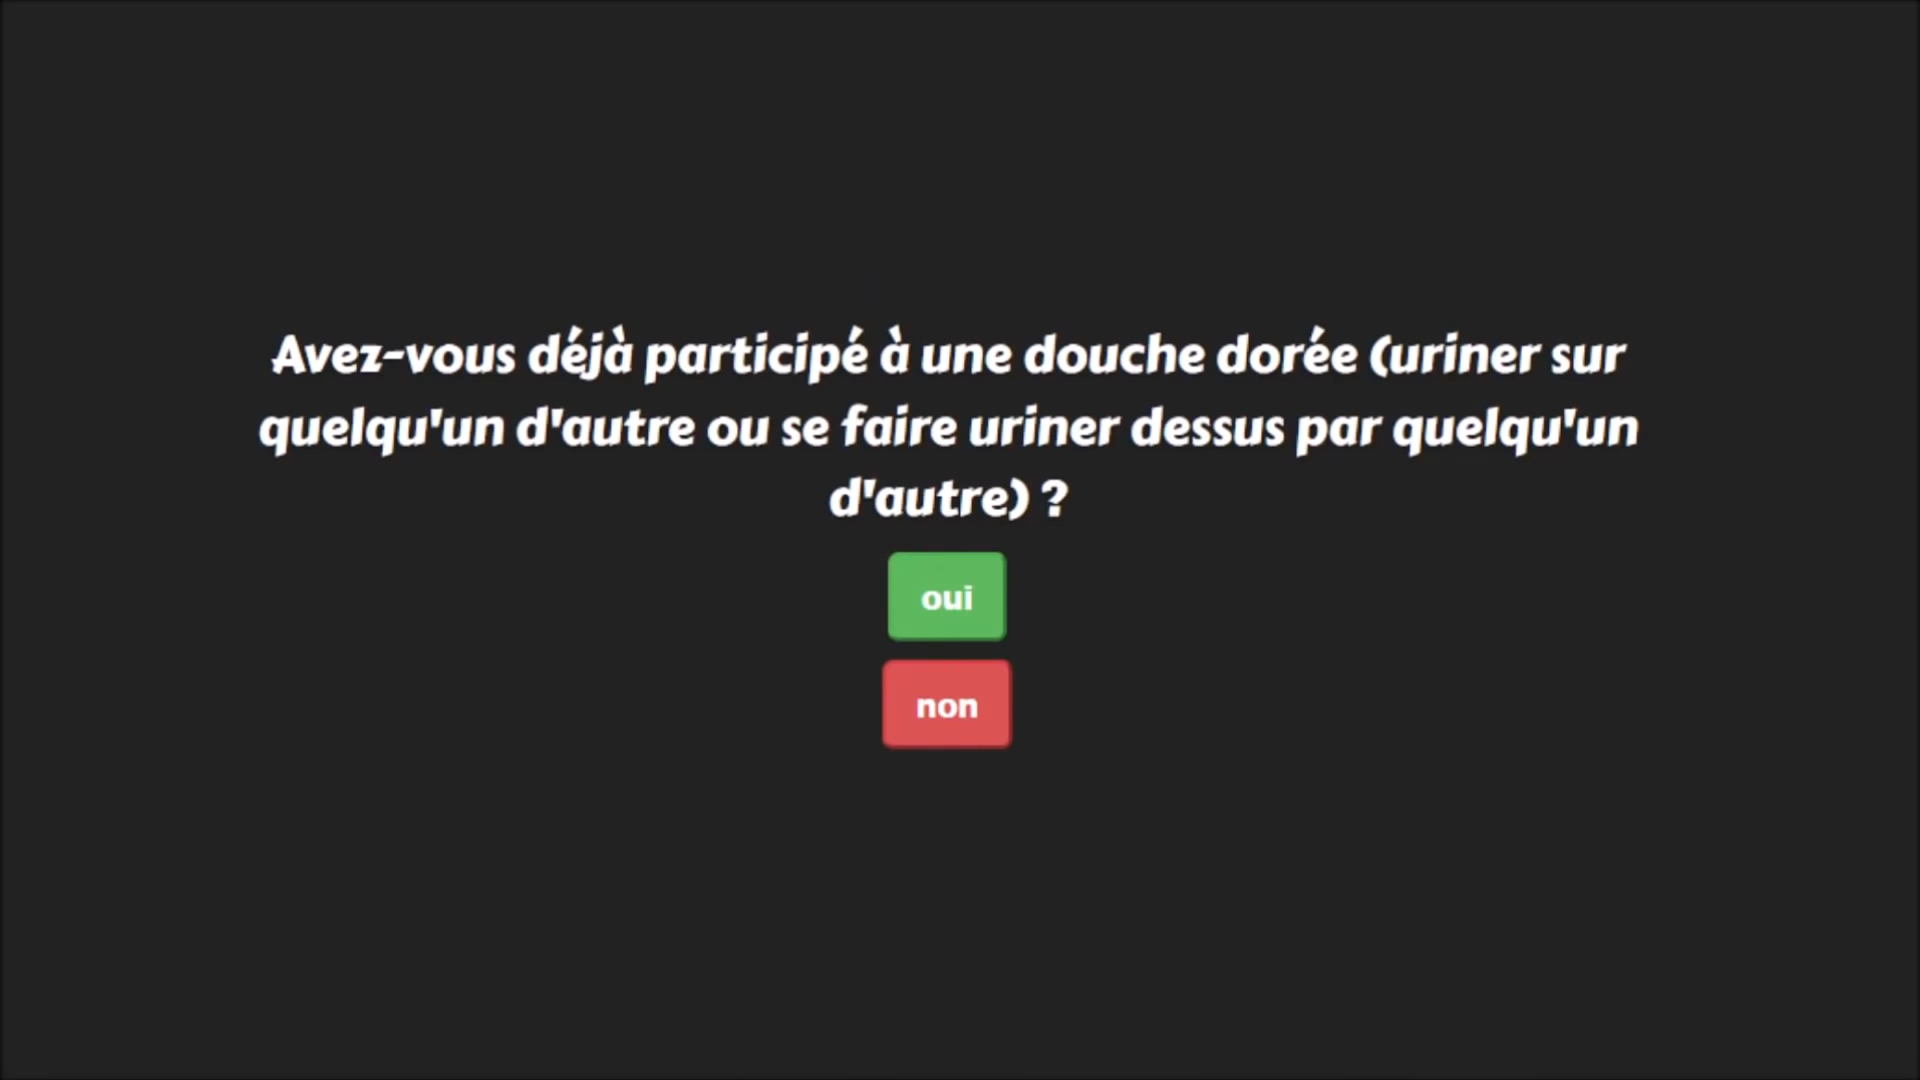 Avez-vous déjà participé à une douche dorée (uriner sur
quelqu'un d'autre ou se faire uriner dessus par quelqu'un
d'autre) ?
oui
non